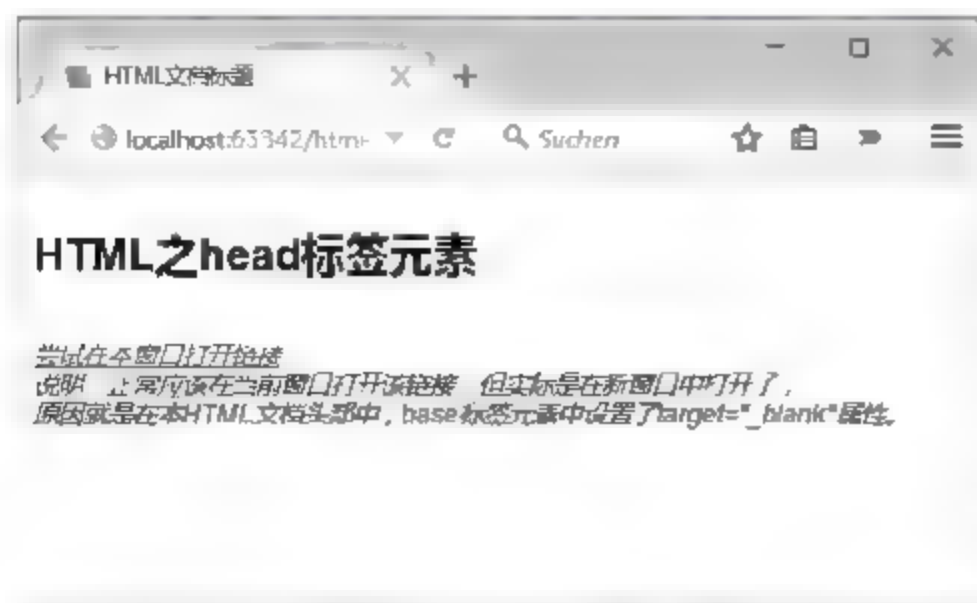 HTML文档标题
localhost:63342/html- Suchen
HTML之head标签元素
尝试在本窗口打开链接
说明 正常应该在当前窗口打开该链接 但实际是在新窗口中打开了,
原因就是在本HTML文档头部中, base标签元素中设置了target="_blank"属性。